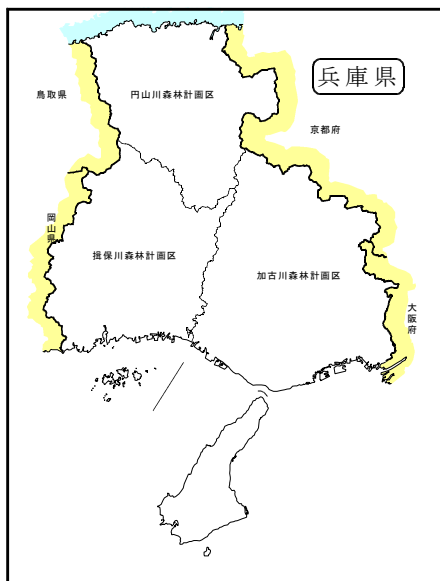 兵庫県
鳥取県
円山川森林計画区
京都府
岡山県
揖保川森林計画区
加古川森林計画区
大阪府